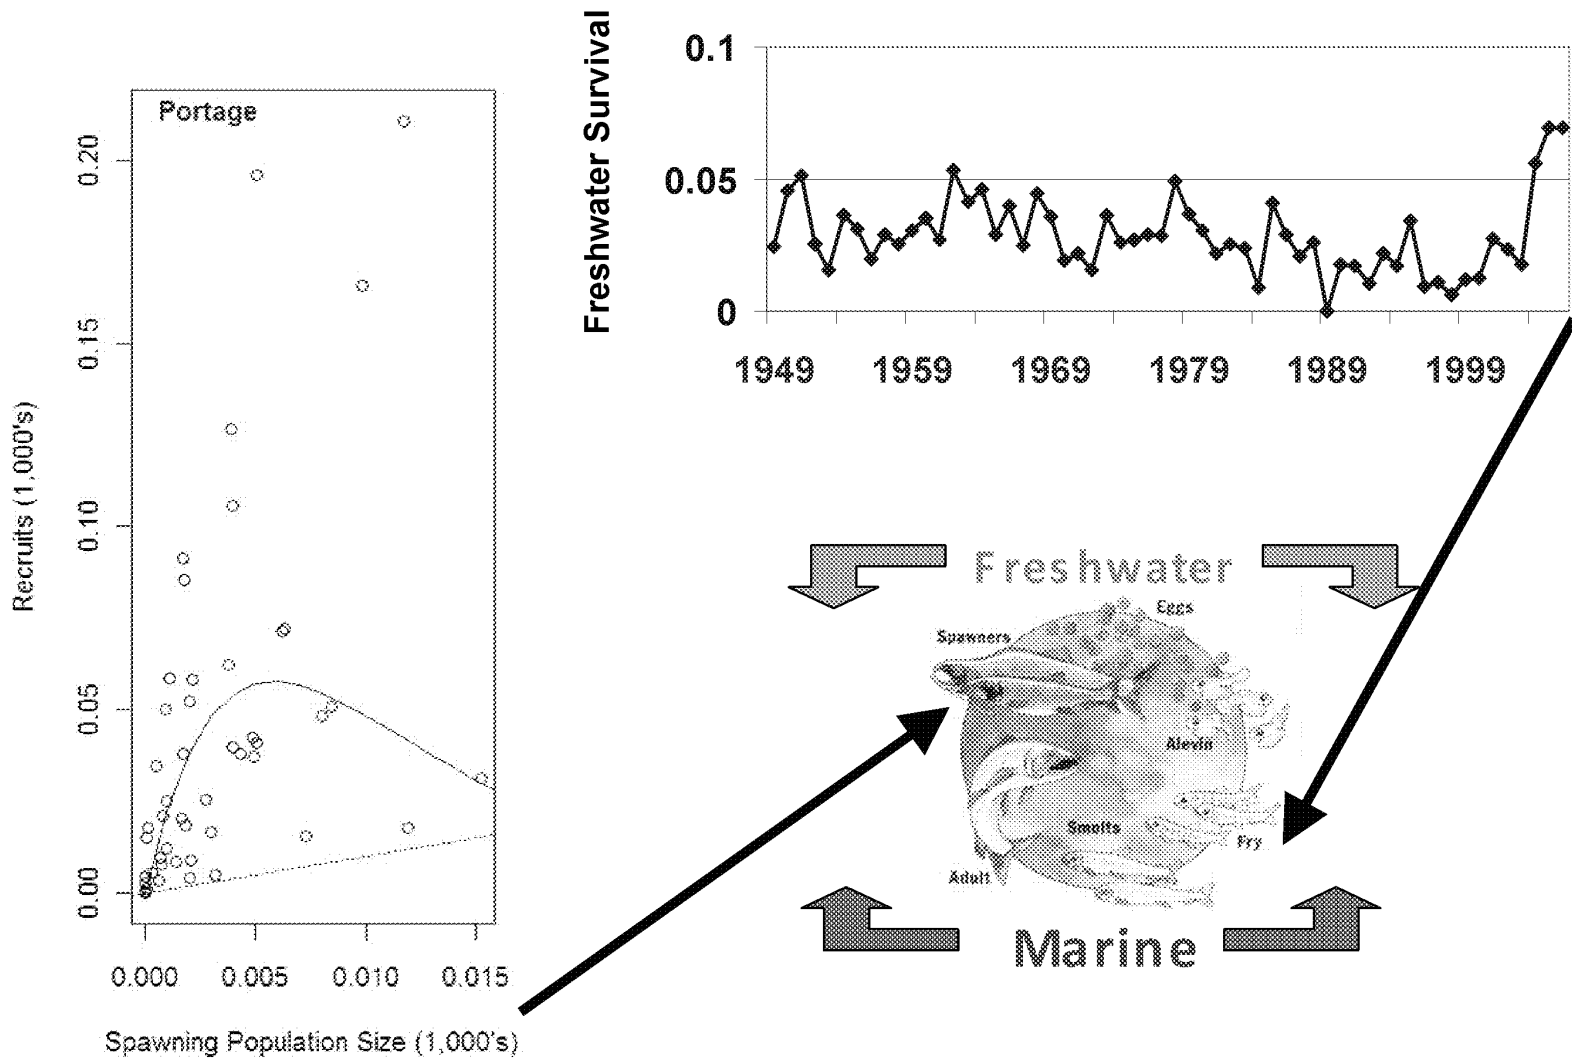 Portage
Recruits (1,000's)
0.20
0.15
0.10
0.05
0.00
0.000 0.005 0.010 0.015
Spawning Population Size (1,000's)
Freshwater Survival
0.1
0.05
0
1949 1959 1969 1979 1989 1999
Freshwater
Eggs
Spawners
Alevin
Smolts
Fry
Adult
Marine